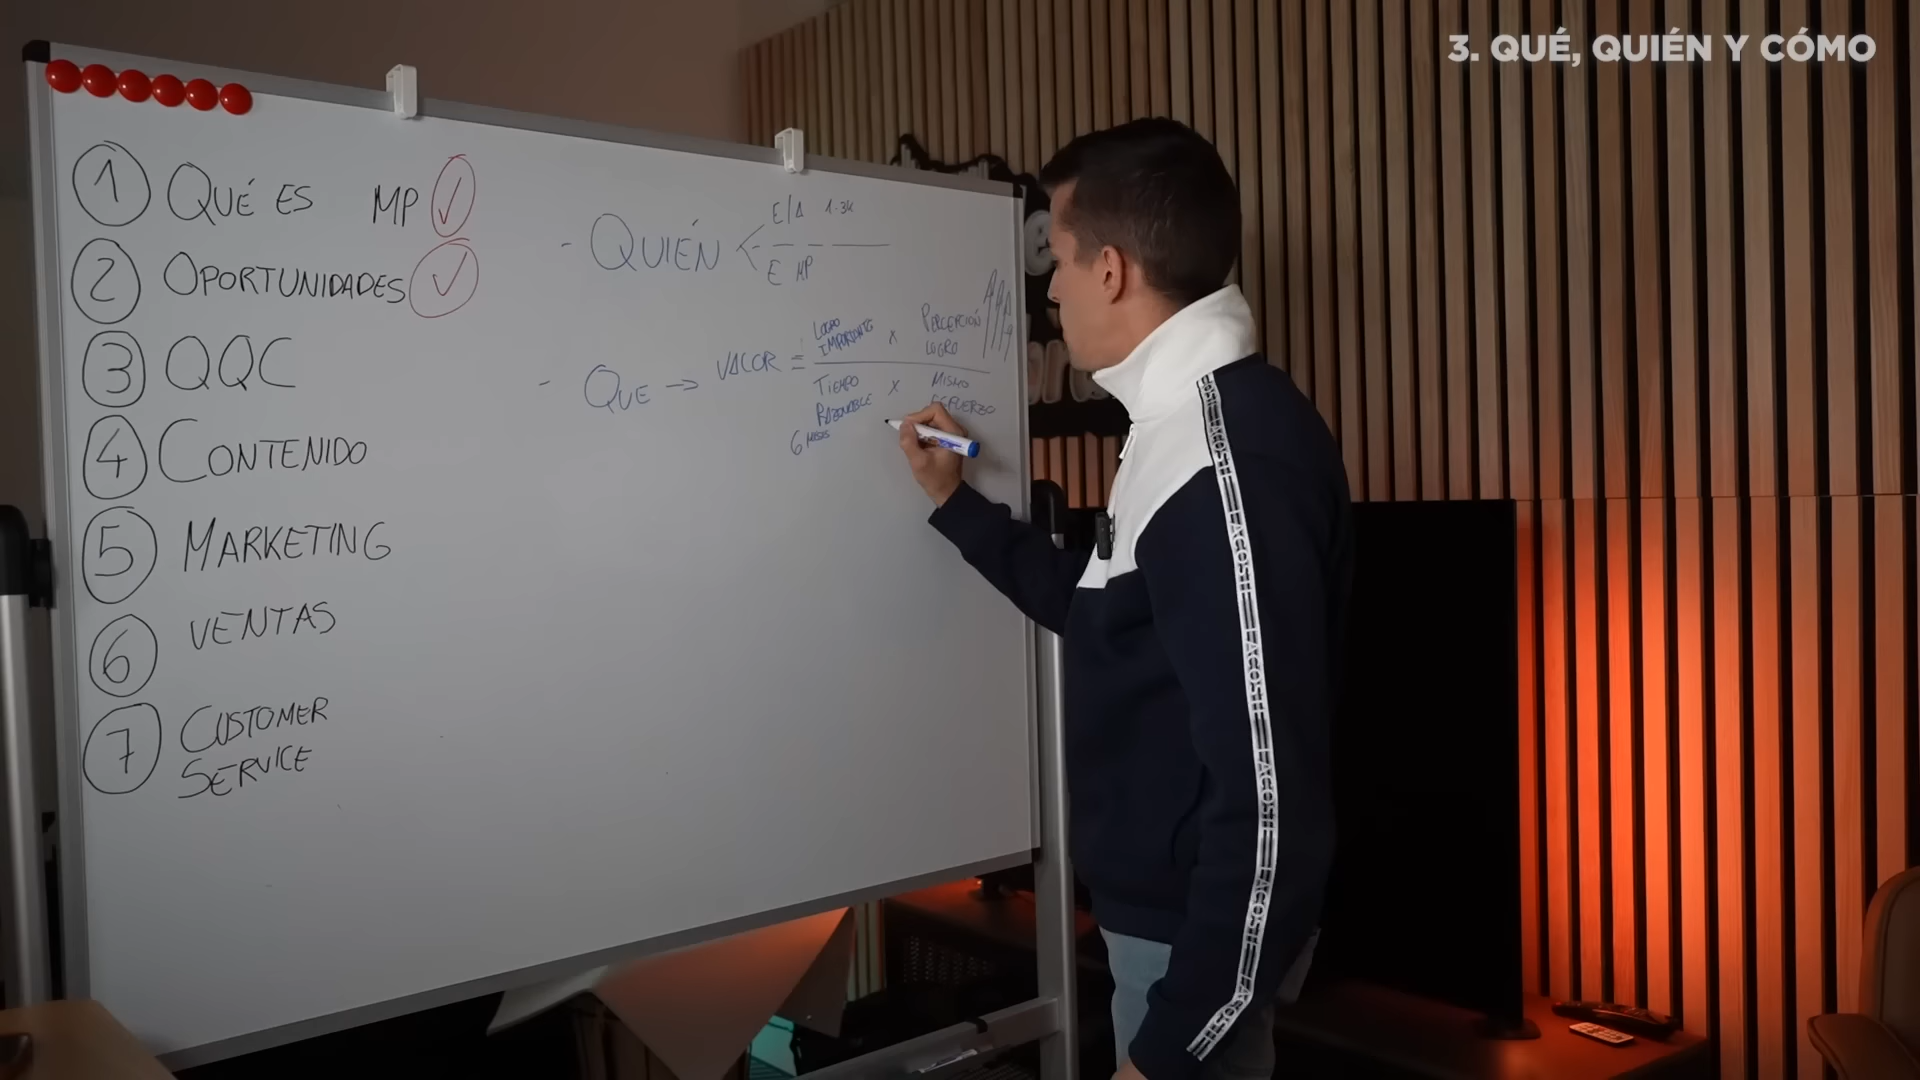 3. QUÉ, QUIÉN Y CÓMO
1 QUÉ ES MP
2 OPORTUNIDADES
3 QQC
4 CONTENIDO
5 MARKETING
6 VENTAS
7 CUSTOMER
SERVICE
- QUIÉN
E/A 1-3K
E MP
- QUE → VALOR =
LOGRO
IMPORTANTE
x
PERCEPCIÓN
LOGRO
TIEMPO
RAZONABLE
x
MISMO
ESFUERZO
6 MESES
LACOSTE